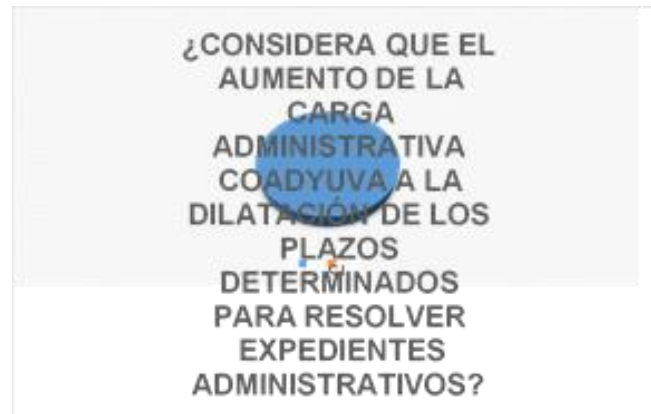 ¿CONSIDERA QUE EL
AUMENTO DE LA
CARGA
ADMINISTRATIVA
COADYUVA A LA
DILATACIÓN DE LOS
PLAZOS
DETERMINADOS
PARA RESOLVER
EXPEDIENTES
ADMINISTRATIVOS?